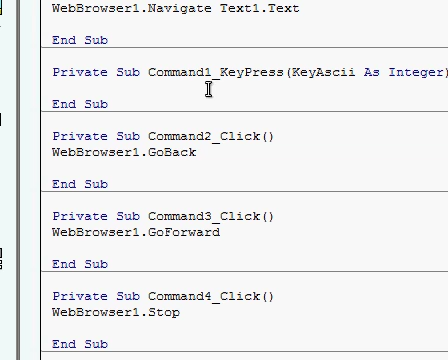 WebBrowser1.Navigate Text1.Text
End Sub
Private Sub Command1_KeyPress(KeyAscii As Integer)
End Sub
Private Sub Command2_Click()
WebBrowser1.GoBack
End Sub
Private Sub Command3_Click()
WebBrowser1.GoForward
End Sub
Private Sub Command4_Click()
WebBrowser1.Stop
End Sub